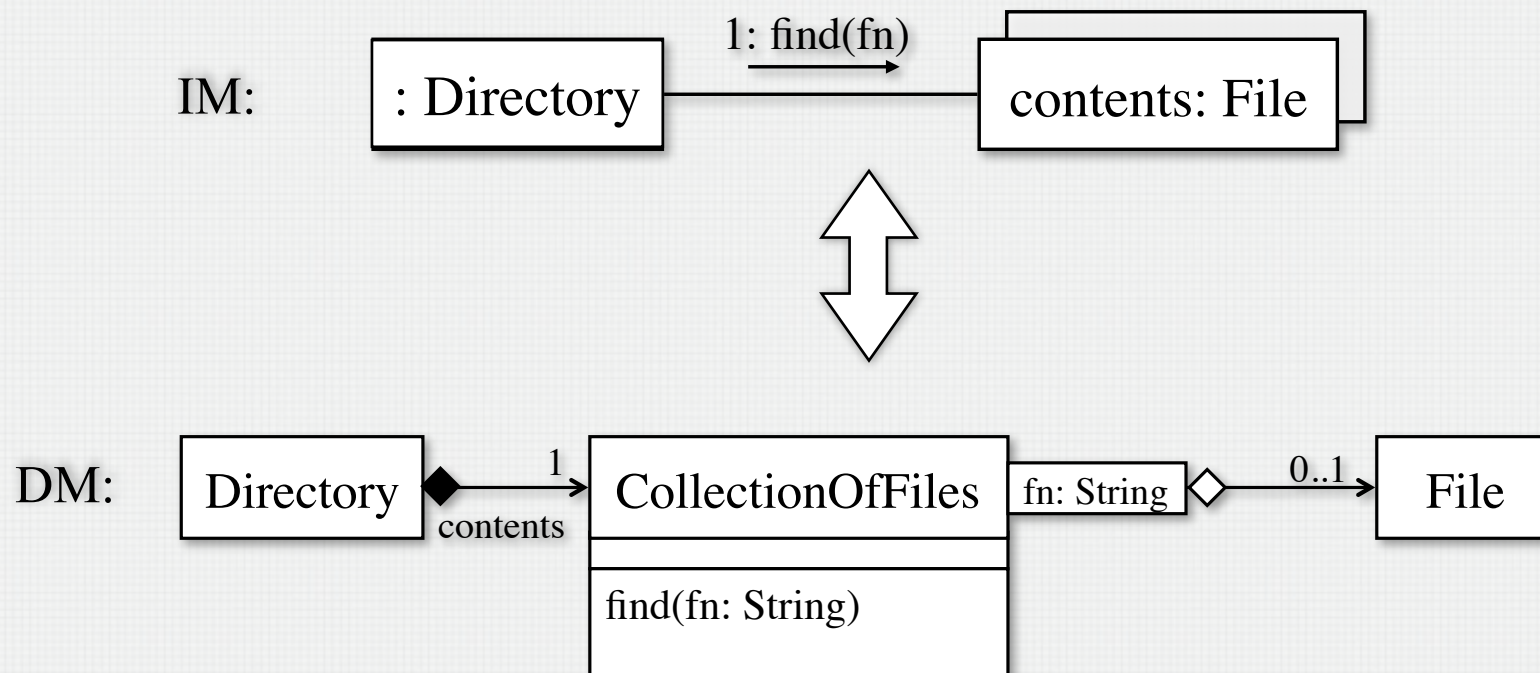 1: find(fn)
IM:
: Directory
contents: File
DM:
Directory
1
contents
CollectionOfFiles
fn: String
0..1
File
find(fn: String)